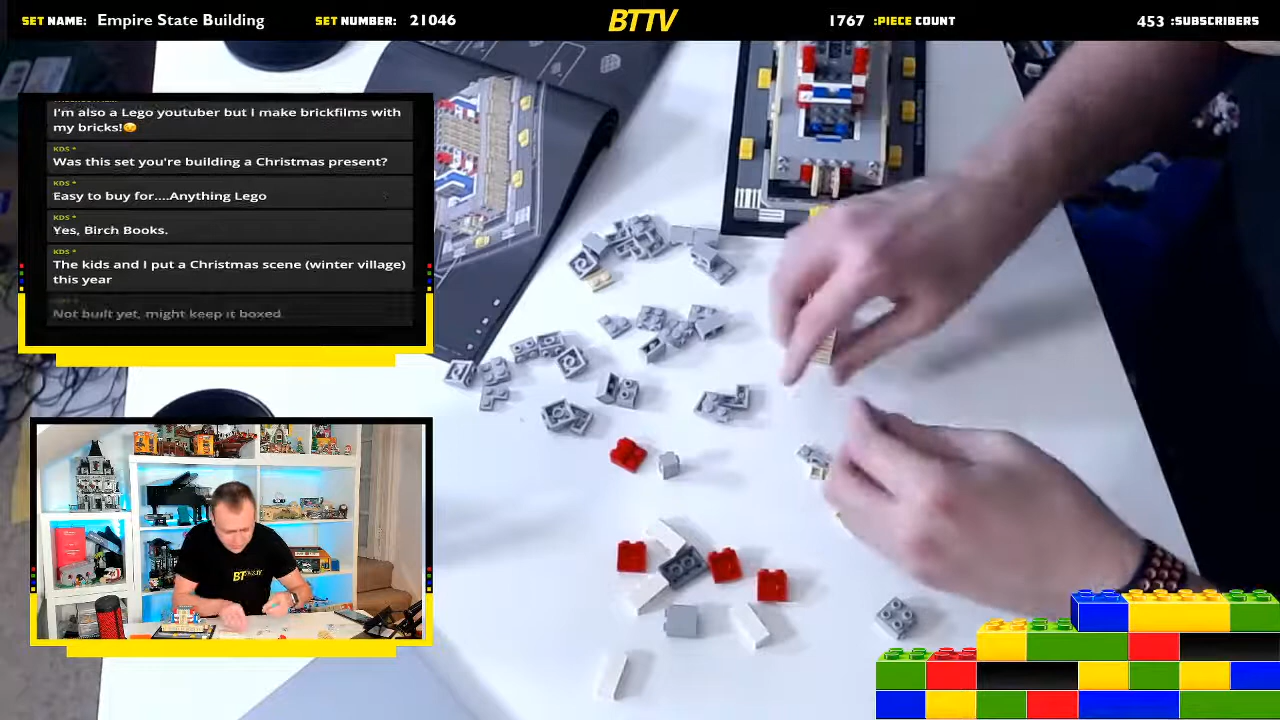 SET NAME: Empire State Building SET NUMBER: 21046 BTTV 1767 :PIECE COUNT 453 :SUBSCRIBERS
I'm also a Lego youtuber but I make brickfilms with
my bricks!😔
KDS *
Was this set you're building a Christmas present?
KDS *
Easy to buy for....Anything Lego
KDS *
Yes, Birch Books.
KDS *
The kids and I put a Christmas scene (winter village)
this year
Not built yet, might keep it boxed.